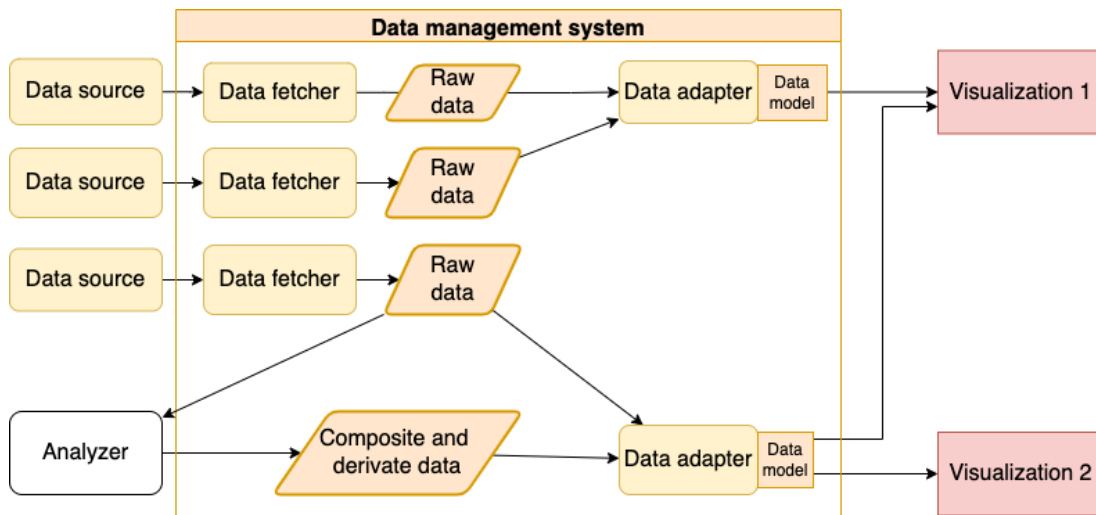 Data management system
Data source
Data fetcher
Raw
data
Data adapter
Data
model
Visualization 1
Data source
Data fetcher
Raw
data
Data source
Data fetcher
Raw
data
Analyzer
Composite and
derivate data
Data adapter
Data
model
Visualization 2